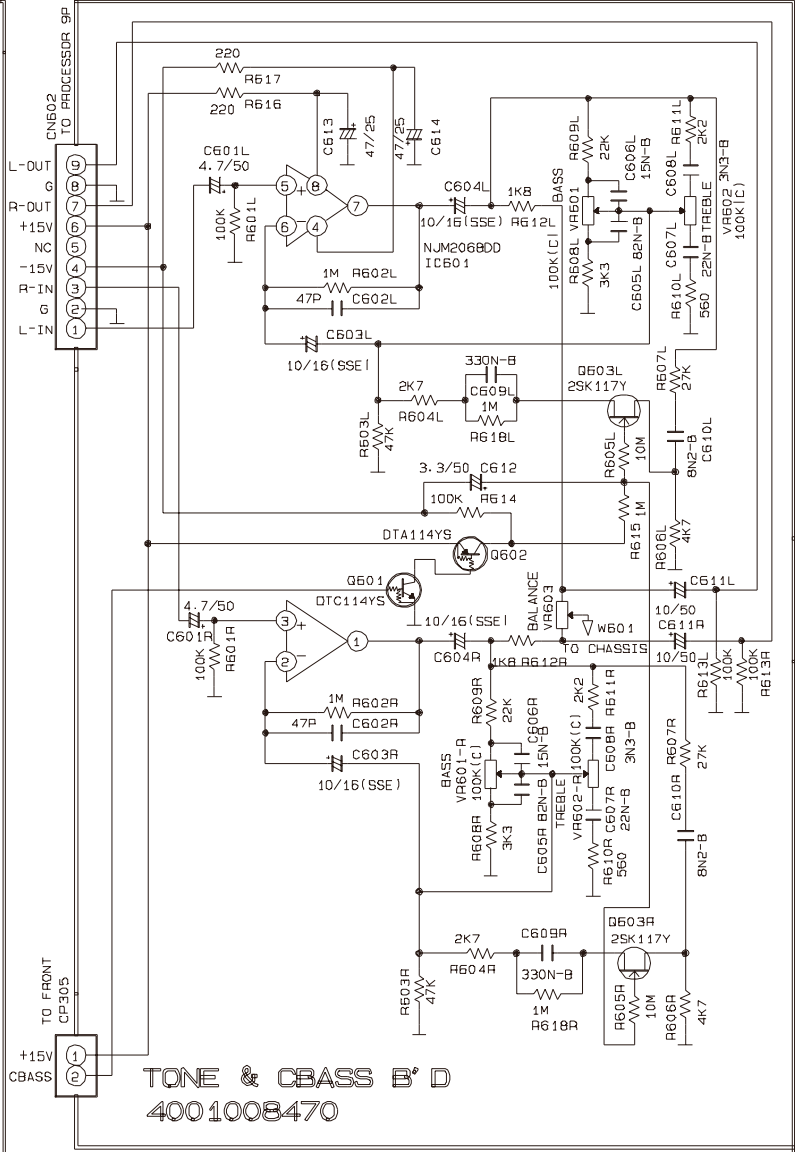 CN602
TO PROCESSOR 9P
L-OUT 9
G 8
R-OUT 7
+15V 6
NC 5
-15V 4
R-IN 3
G 2
L-IN 1
220
R617
220
R616
C613
47/25
47/25
C614
C601L
4.7/50
100K
R601L
5
6
8
4
7
+
-
NJM2068DD
IC601
C604L
10/16(SSE)
1K8
R612L
1M R602L
47P C602L
C603L
10/16(SSE)
BASS
VR601
100K(C)
R609L
22K
C606L
15N-B
R608L
3K3
C605L 82N-B
R611L
2K2
C608L
3N3-B
TREBLE
VR602
100K(C)
C607L
22N-B
R610L
560
330N-B
C609L
1M
R618L
2K7
R604L
R603L
47K
Q603L
2SK117Y
R605L
10M
R607L
27K
8N2-B
C610L
R606L
4K7
3.3/50 C612
100K R614
R615 1M
DTA114YS
Q602
Q601
DTC114YS
BALANCE
VR603
W601
TO CHASSIS
C611L
10/50
C611R
10/50
R613L
100K
100K
R613R
4.7/50
C601R
100K
R601R
3
2
1
+
-
10/16(SSE)
C604R
1K8 R612R
1M R602R
47P C602R
C603R
10/16(SSE)
R609R
22K
C606R
15N-B
BASS
VR601-R
100K(C)
R608R
3K3
C605R 82N-B
2K2
R611R
C608R
3N3-B
TREBLE
VR602-R 100K(C)
C607R
22N-B
R610R
560
R607R
27K
C610R
8N2-B
R603R
47K
2K7
R604R
C609R
330N-B
1M
R618R
Q603R
2SK117Y
R605R
10M
R606R
4K7
TO FRONT
CP305
+15V 1
CBASS 2
TONE & CBASS B'D
4001008470